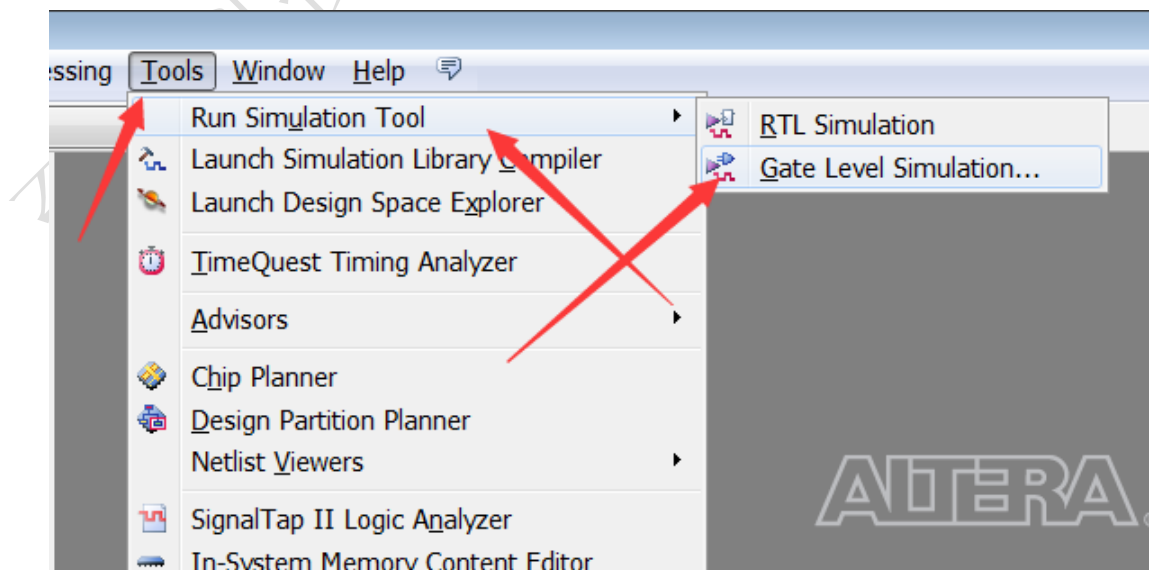 essing Tools Window Help
Run Simulation Tool
RTL Simulation
Launch Simulation Library Compiler
Gate Level Simulation...
Launch Design Space Explorer
TimeQuest Timing Analyzer
Advisors
Chip Planner
Design Partition Planner
Netlist Viewers
ALTERA
SignalTap II Logic Analyzer
In-System Memory Content Editor